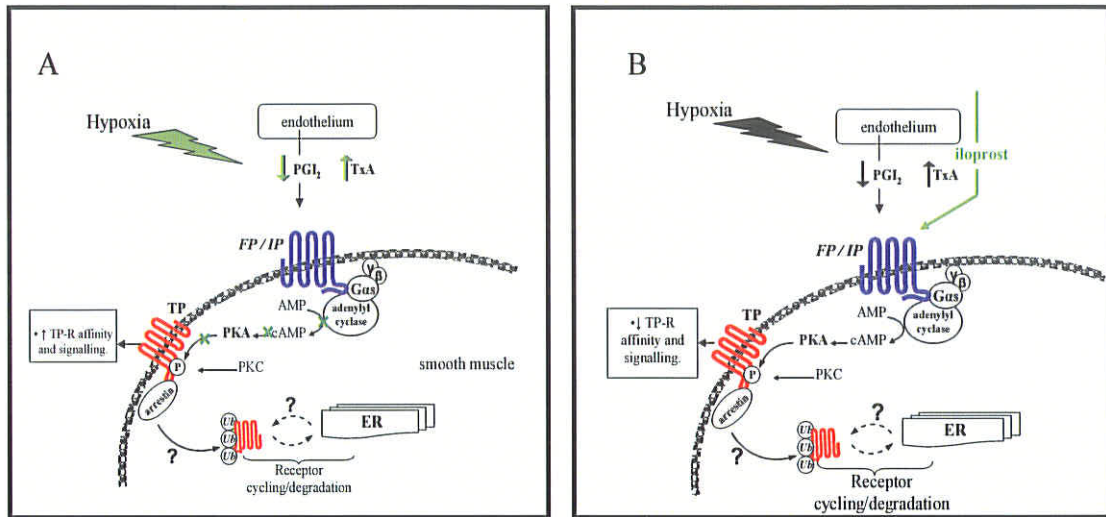 A
Hypoxia
endothelium
PGI₂
TxA
FP / IP
γ
β
Gαs
AMP
adenylyl
cyclase
TP
• ↑ TP-R affinity
and signalling.
PKA
cAMP
smooth muscle
P
PKC
arrestin
?
ER
Ub
Ub
Ub
?
Receptor
cycling/degradation
B
Hypoxia
endothelium
iloprost
PGI₂
TxA
FP / IP
γ
β
Gαs
AMP
adenylyl
cyclase
TP
•↓ TP-R
affinity and
signalling.
PKA
cAMP
P
PKC
arrestin
?
ER
Ub
Ub
Ub
?
Receptor
cycling/degradation